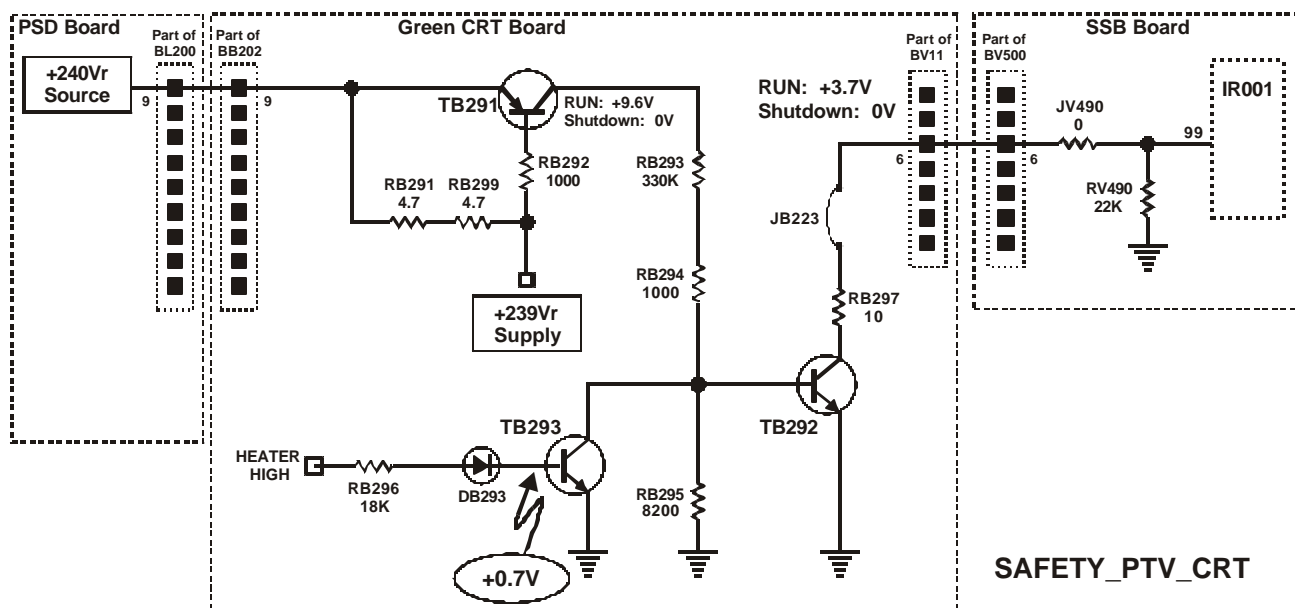 PSD Board
Part of
BL200
Part of
BB202
Green CRT Board
Part of
BV11
Part of
BV500
SSB Board
+240Vr
Source
9
9
TB291
RUN: +9.6V
Shutdown: 0V
RUN: +3.7V
Shutdown: 0V
6
6
JV490
0
99
IR001
RB292
1000
RB293
330K
RB291
4.7
RB299
4.7
RV490
22K
JB223
+239Vr
Supply
RB294
1000
RB297
10
TB293
TB292
HEATER
HIGH
RB296
18K
DB293
RB295
8200
+0.7V
SAFETY_PTV_CRT